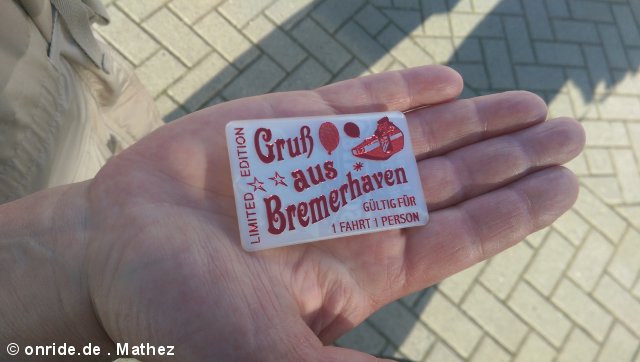 LIMITED EDITION
Gruß
aus
Bremerhaven
GÜLTIG FÜR
1 FAHRT 1 PERSON
© onride.de . Mathez